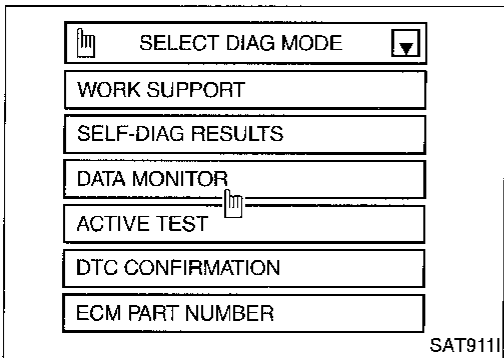 SELECT DIAG MODE
WORK SUPPORT
SELF-DIAG RESULTS
DATA MONITOR
ACTIVE TEST
DTC CONFIRMATION
ECM PART NUMBER
SAT911I